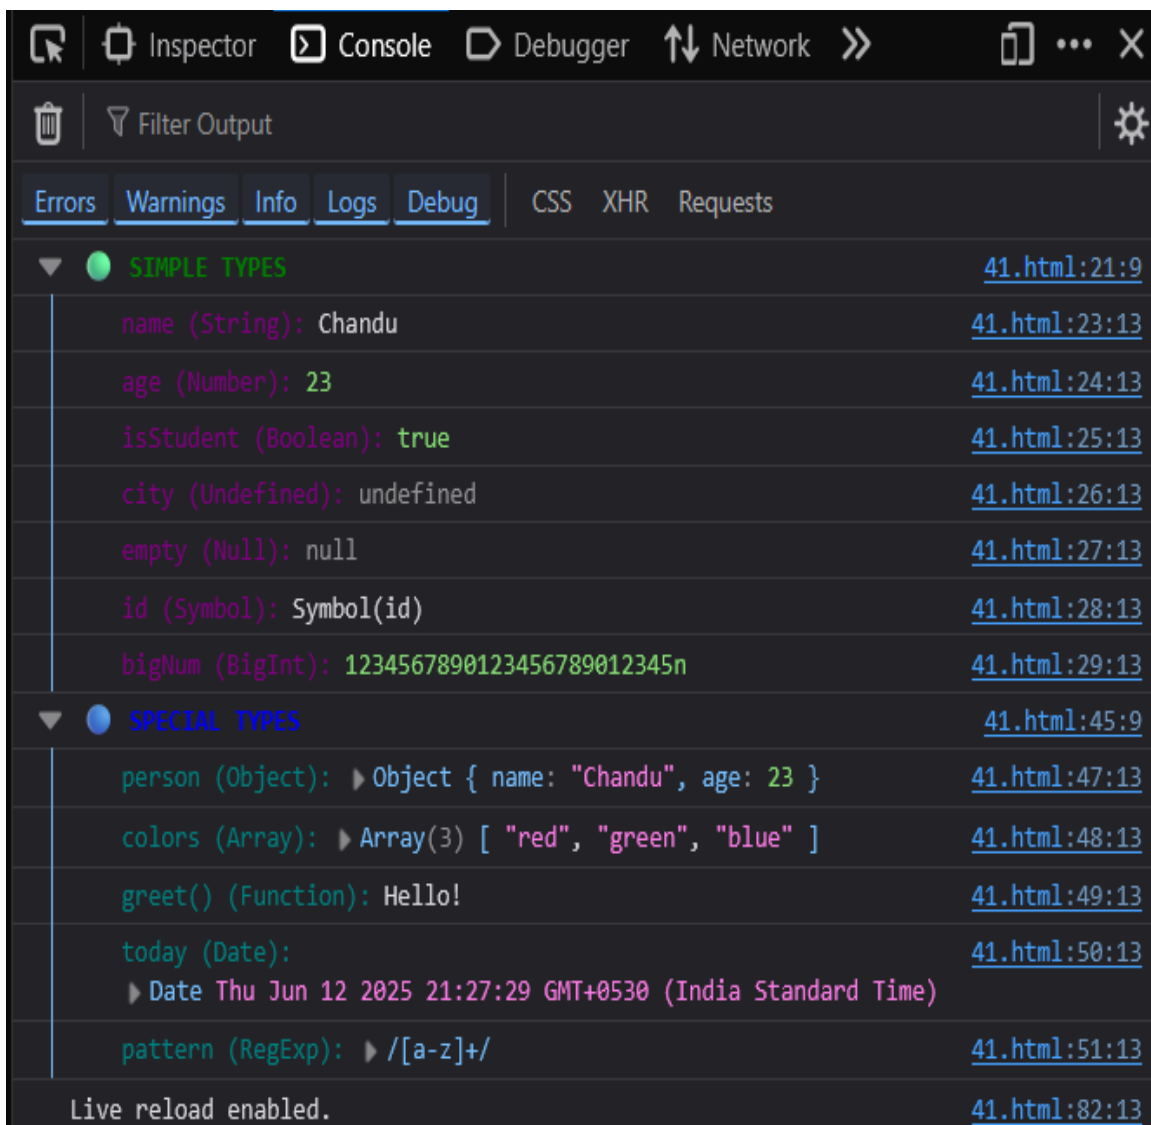 Inspector Console Debugger Network
Filter Output
Errors Warnings Info Logs Debug CSS XHR Requests
SIMPLE TYPES 41.html:21:9
name (String): Chandu 41.html:23:13
age (Number): 23 41.html:24:13
isStudent (Boolean): true 41.html:25:13
city (Undefined): undefined 41.html:26:13
empty (Null): null 41.html:27:13
id (Symbol): Symbol(id) 41.html:28:13
bigNum (BigInt): 1234567890123456789012345n 41.html:29:13
SPECIAL TYPES 41.html:45:9
person (Object): Object { name: "Chandu", age: 23 } 41.html:47:13
colors (Array): Array(3) [ "red", "green", "blue" ] 41.html:48:13
greet() (Function): Hello! 41.html:49:13
today (Date): 41.html:50:13
Date Thu Jun 12 2025 21:27:29 GMT+0530 (India Standard Time)
pattern (RegExp): /[a-z]+/ 41.html:51:13
Live reload enabled. 41.html:82:13